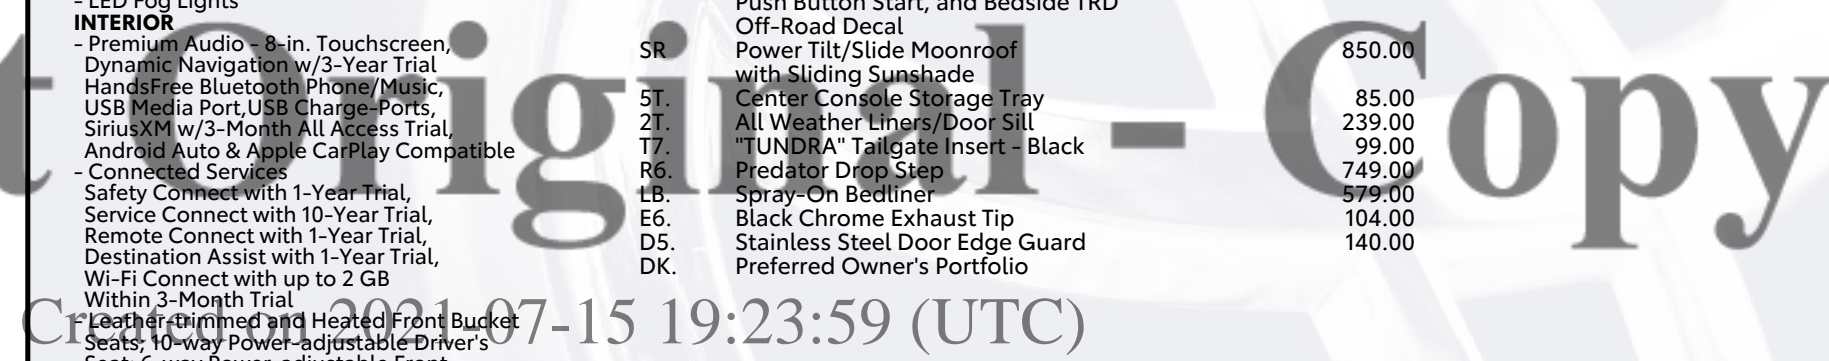 - LED Fog Lights
INTERIOR
- Premium Audio - 8-in. Touchscreen,
Dynamic Navigation w/3-Year Trial
HandsFree Bluetooth Phone/Music,
USB Media Port,USB Charge-Ports,
SiriusXM w/3-Month All Access Trial,
Android Auto & Apple CarPlay Compatible
- Connected Services
Safety Connect with 1-Year Trial,
Service Connect with 10-Year Trial,
Remote Connect with 1-Year Trial,
Destination Assist with 1-Year Trial,
Wi-Fi Connect with up to 2 GB
Within 3-Month Trial
- Leather-trimmed and Heated Front Bucket
Seats; 10-way Power-adjustable Driver's
Seat; 6-way Power-adjustable Front
Push Button Start, and Bedside TRD
Off-Road Decal
SR Power Tilt/Slide Moonroof 850.00
with Sliding Sunshade
5T. Center Console Storage Tray 85.00
2T. All Weather Liners/Door Sill 239.00
T7. "TUNDRA" Tailgate Insert - Black 99.00
R6. Predator Drop Step 749.00
LB. Spray-On Bedliner 579.00
E6. Black Chrome Exhaust Tip 104.00
D5. Stainless Steel Door Edge Guard 140.00
DK. Preferred Owner's Portfolio
t Original - Copy
Created on 2021-07-15 19:23:59 (UTC)